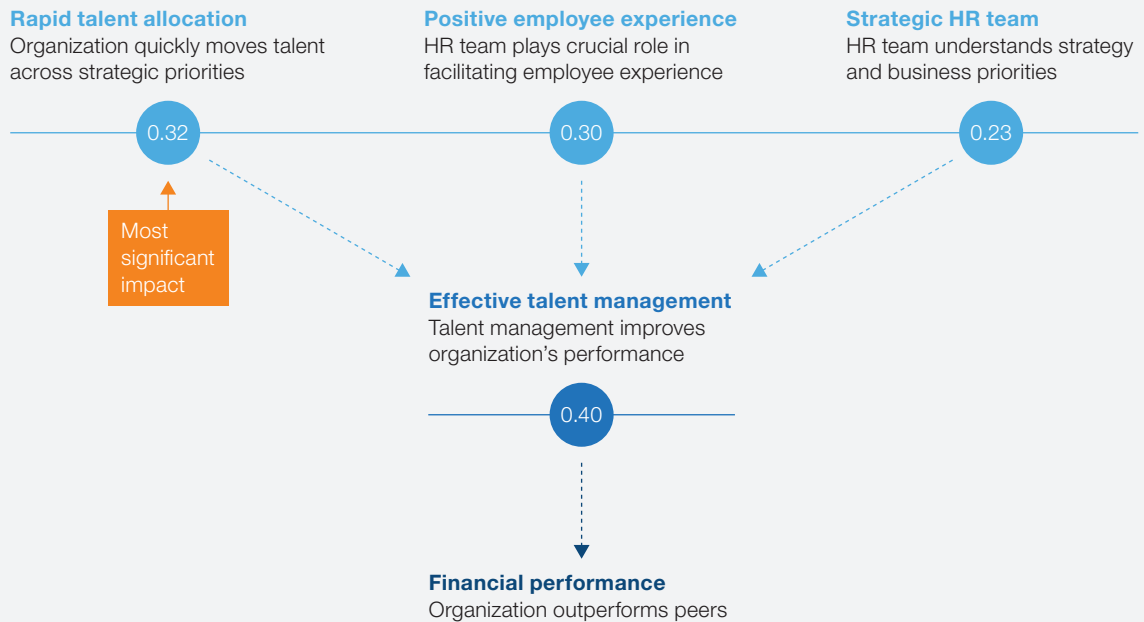 Rapid talent allocation
Organization quickly moves talent
across strategic priorities
0.32
Most
significant
impact
Positive employee experience
HR team plays crucial role in
facilitating employee experience
0.30
Strategic HR team
HR team understands strategy
and business priorities
0.23
Effective talent management
Talent management improves
organization’s performance
0.40
Financial performance
Organization outperforms peers